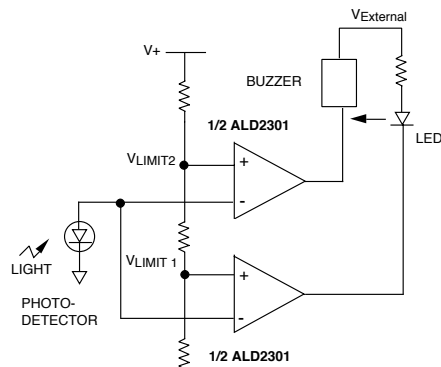 VExternal
V+
BUZZER
1/2 ALD2301
LED
VLIMIT2
+
-
LIGHT
VLIMIT 1
+
PHOTO-
DETECTOR
-
1/2 ALD2301